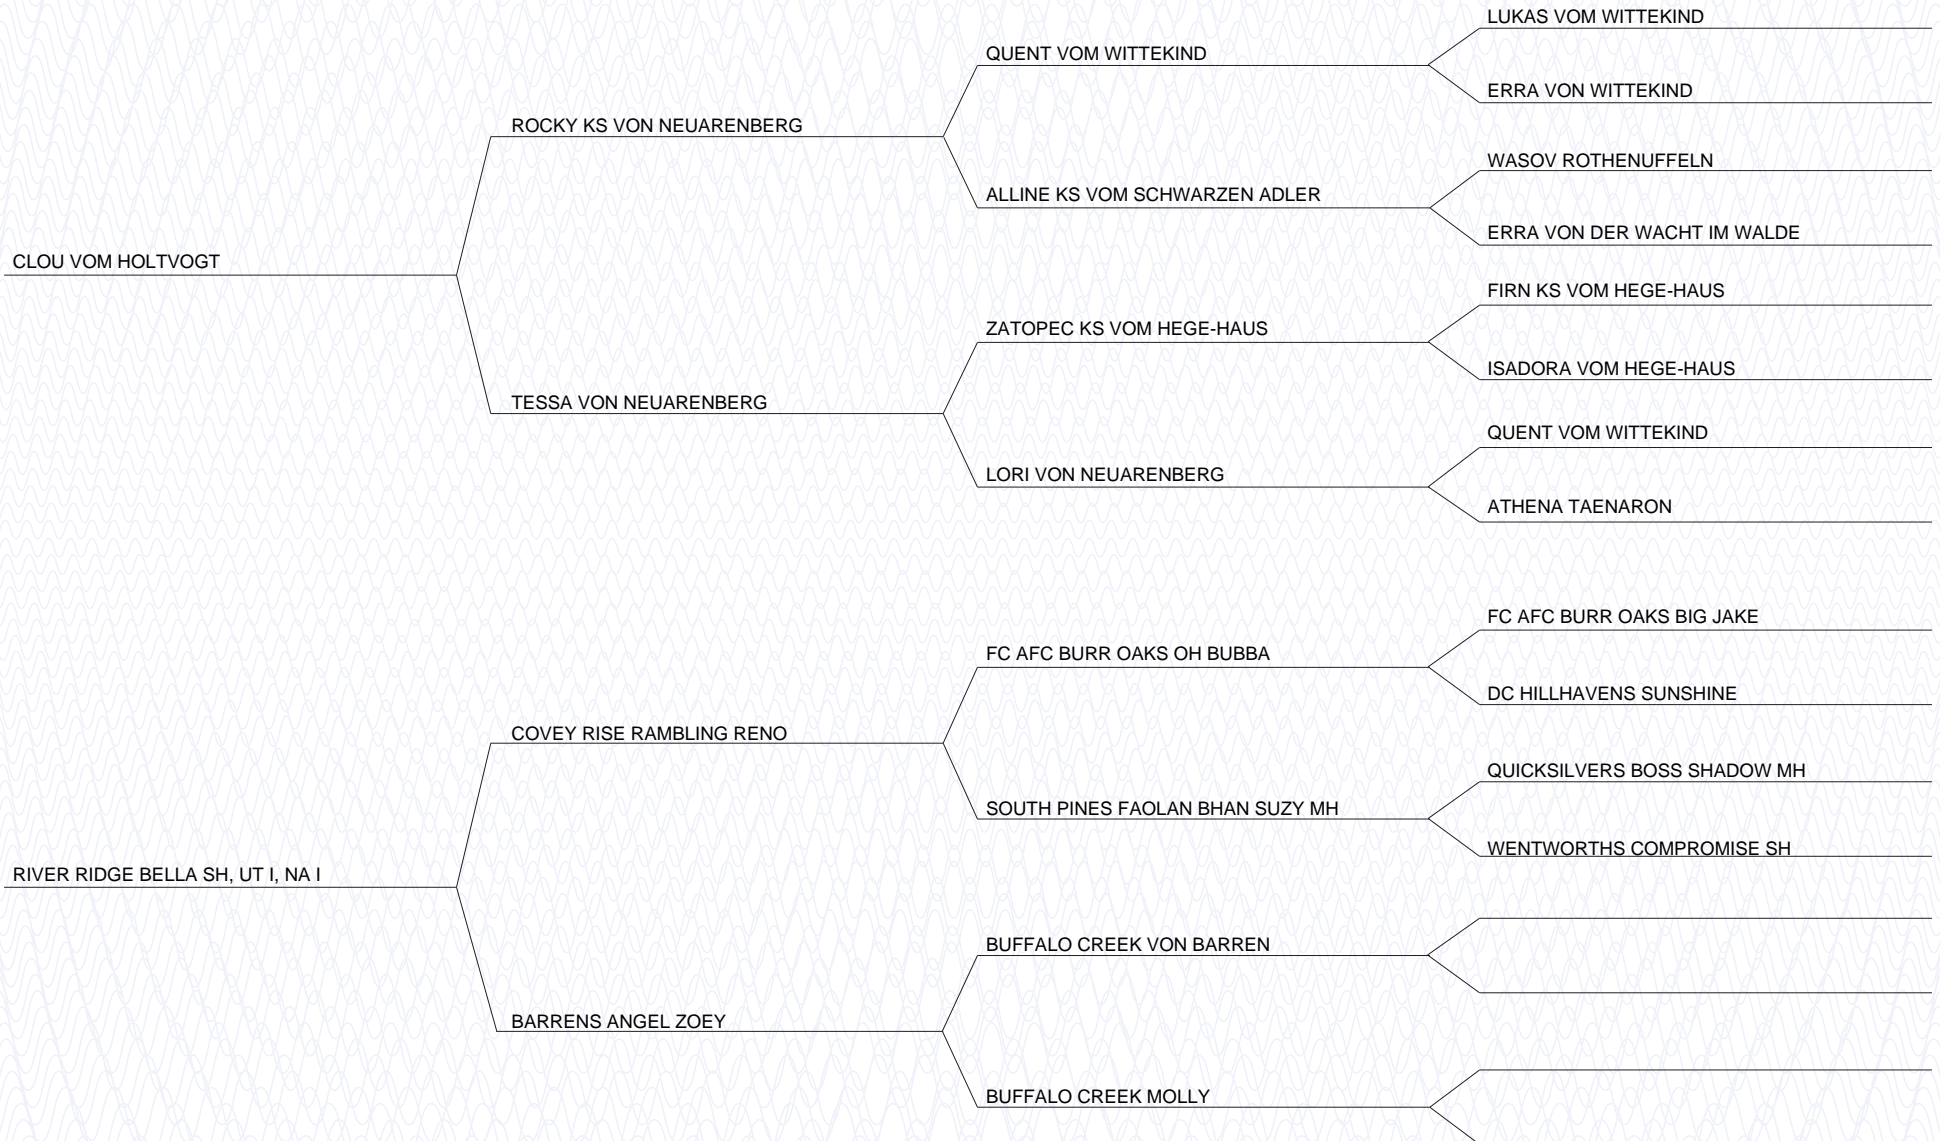 LUKAS VOM WITTEKIND
QUENT VOM WITTEKIND
ERRA VON WITTEKIND
ROCKY KS VON NEUARENBERG
WASOV ROTHENUFFELN
ALLINE KS VOM SCHWARZEN ADLER
ERRA VON DER WACHT IM WALDE
CLOU VOM HOLTVOGT
FIRN KS VOM HEGE-HAUS
ZATOPEC KS VOM HEGE-HAUS
ISADORA VOM HEGE-HAUS
TESSA VON NEUARENBERG
QUENT VOM WITTEKIND
LORI VON NEUARENBERG
ATHENA TAENARON
FC AFC BURR OAKS BIG JAKE
FC AFC BURR OAKS OH BUBBA
DC HILLHAVENS SUNSHINE
COVEY RISE RAMBLING RENO
QUICKSILVERS BOSS SHADOW MH
SOUTH PINES FAOLAN BHAN SUZY MH
WENTWORTHS COMPROMISE SH
RIVER RIDGE BELLA SH, UT I, NA I
BUFFALO CREEK VON BARREN
BARRENS ANGEL ZOEY
BUFFALO CREEK MOLLY